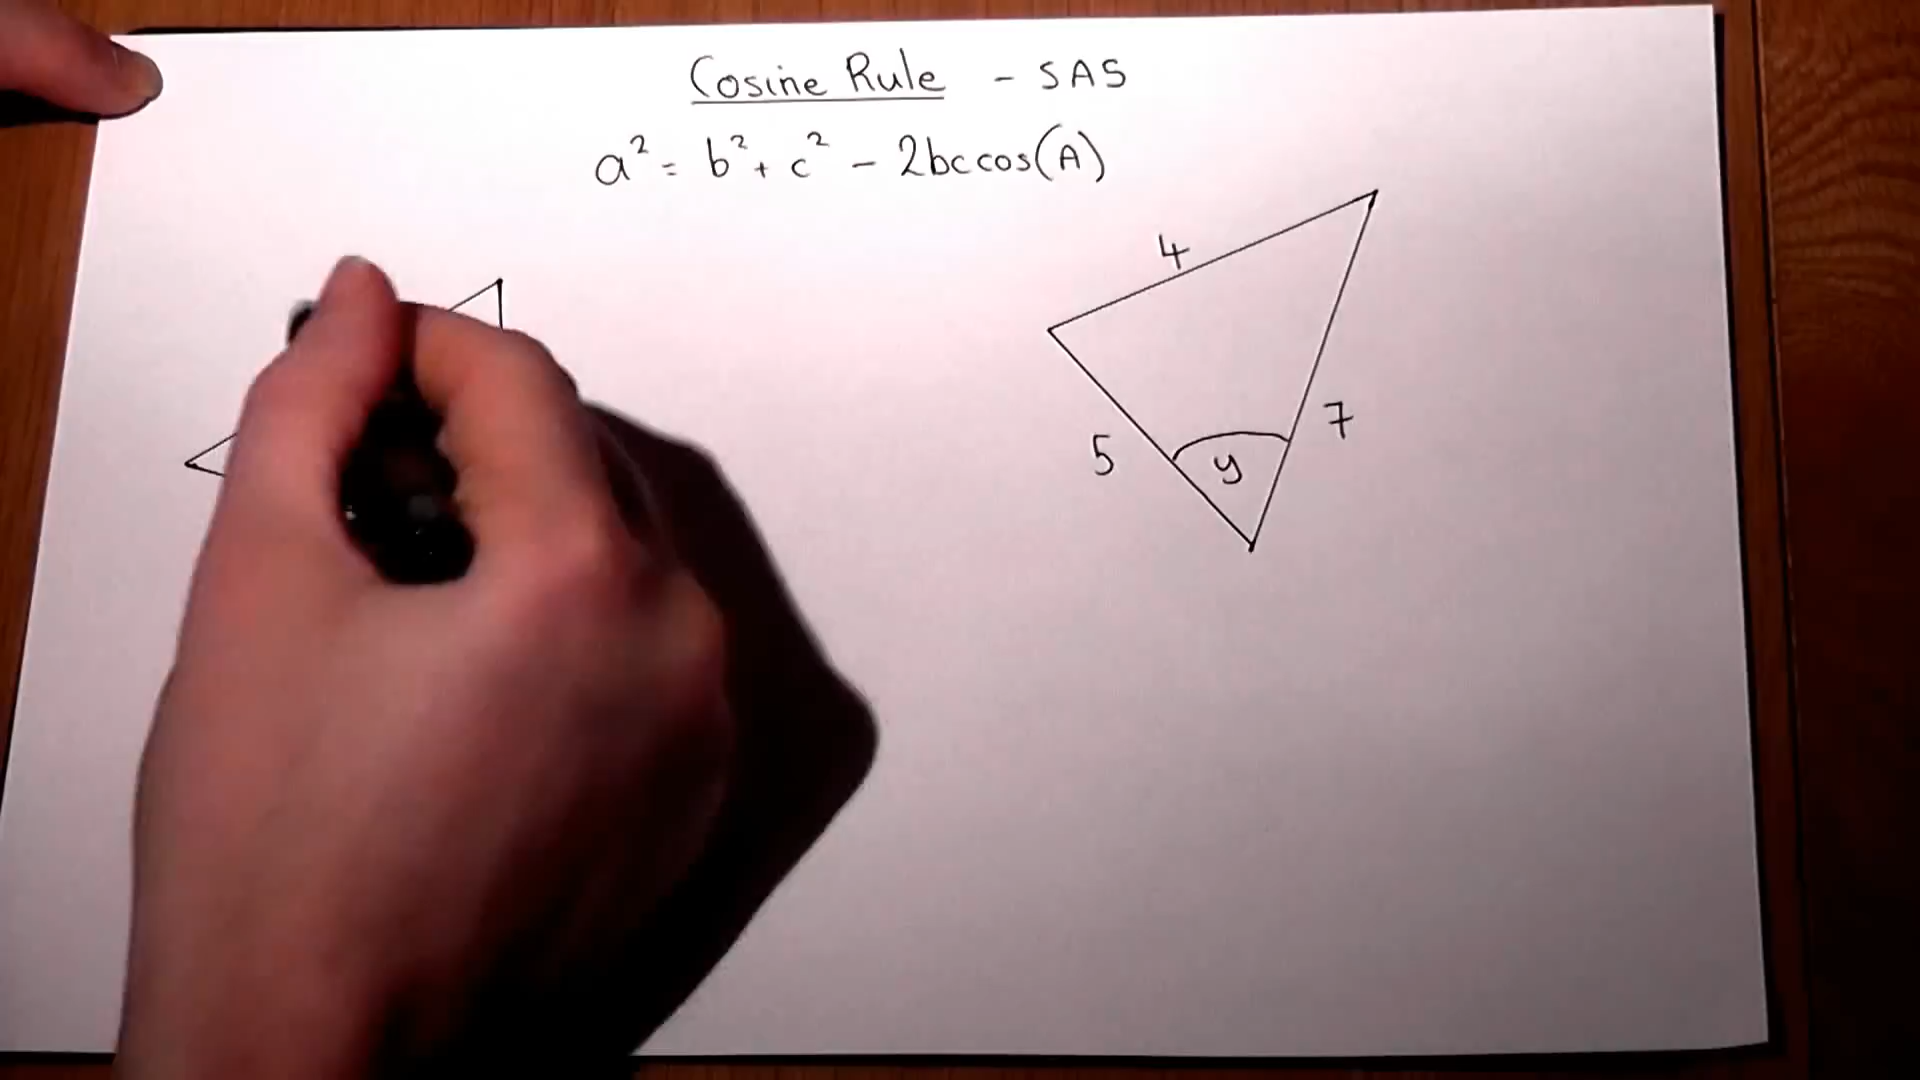 Cosine Rule - SAS
a² = b² + c² - 2bccos(A)
4
5
y
7